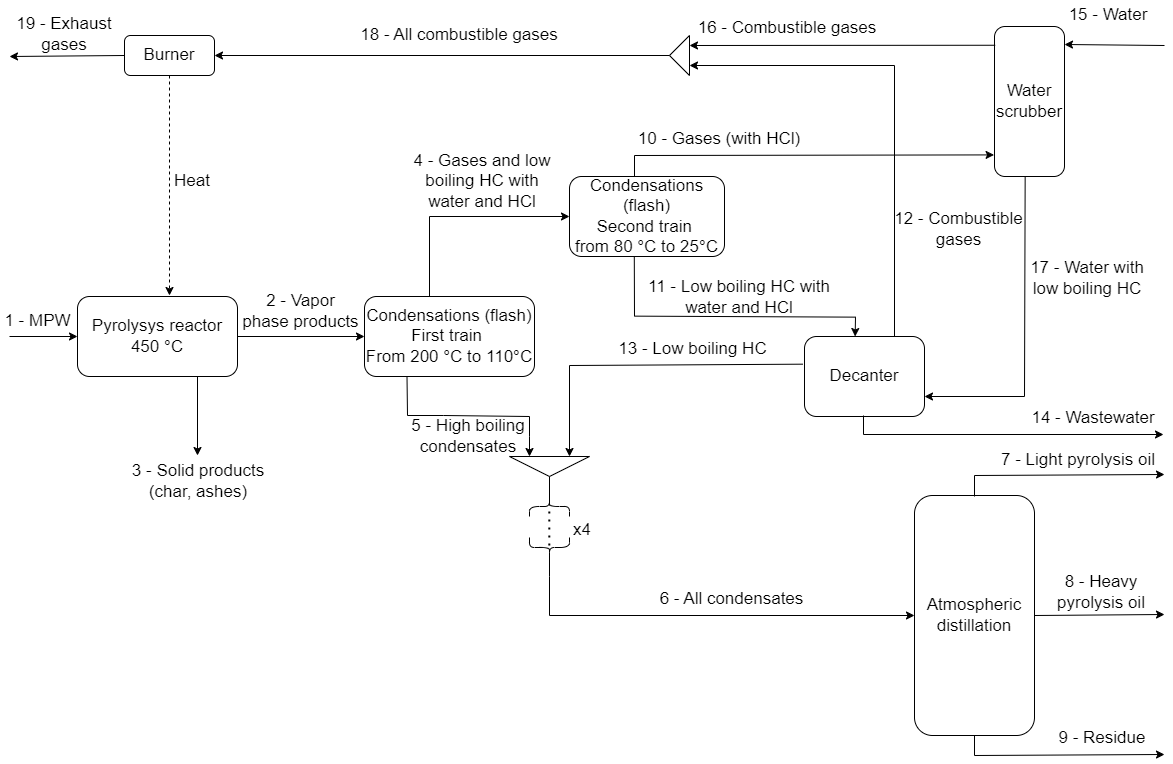 19 - Exhaust
gases
Burner
18 - All combustible gases
16 - Combustible gases
15 - Water
Water
scrubber
Heat
10 - Gases (with HCl)
4 - Gases and low
boiling HC with
water and HCl
Condensations
(flash)
Second train
from 80 °C to 25°C
12 - Combustible
gases
17 - Water with
low boiling HC
11 - Low boiling HC with
water and HCl
1 - MPW
Pyrolysys reactor
450 °C
2 - Vapor
phase products
Condensations (flash)
First train
From 200 °C to 110°C
13 - Low boiling HC
Decanter
14 - Wastewater
5 - High boiling
condensates
3 - Solid products
(char, ashes)
7 - Light pyrolysis oil
x4
6 - All condensates
Atmospheric
distillation
8 - Heavy
pyrolysis oil
9 - Residue